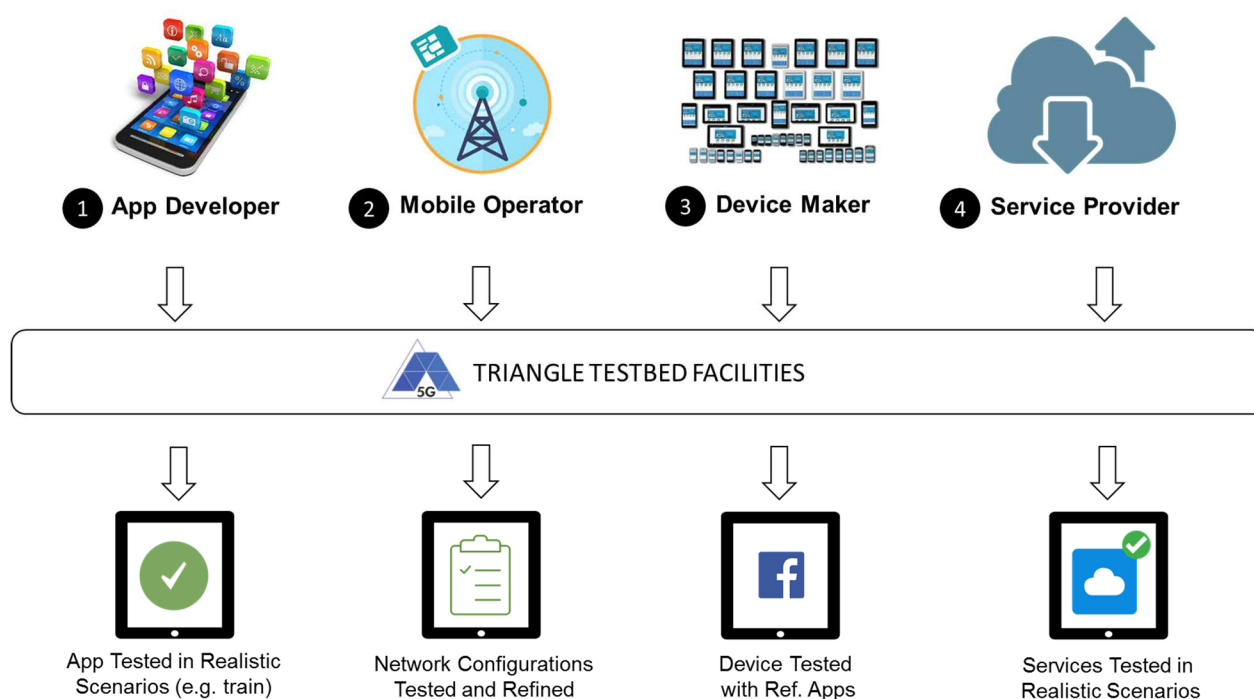 1 App Developer
2 Mobile Operator
3 Device Maker
4 Service Provider
5G
TRIANGLE TESTBED FACILITIES
f
App Tested in Realistic
Scenarios (e.g. train)
Network Configurations
Tested and Refined
Device Tested
with Ref. Apps
Services Tested in
Realistic Scenarios